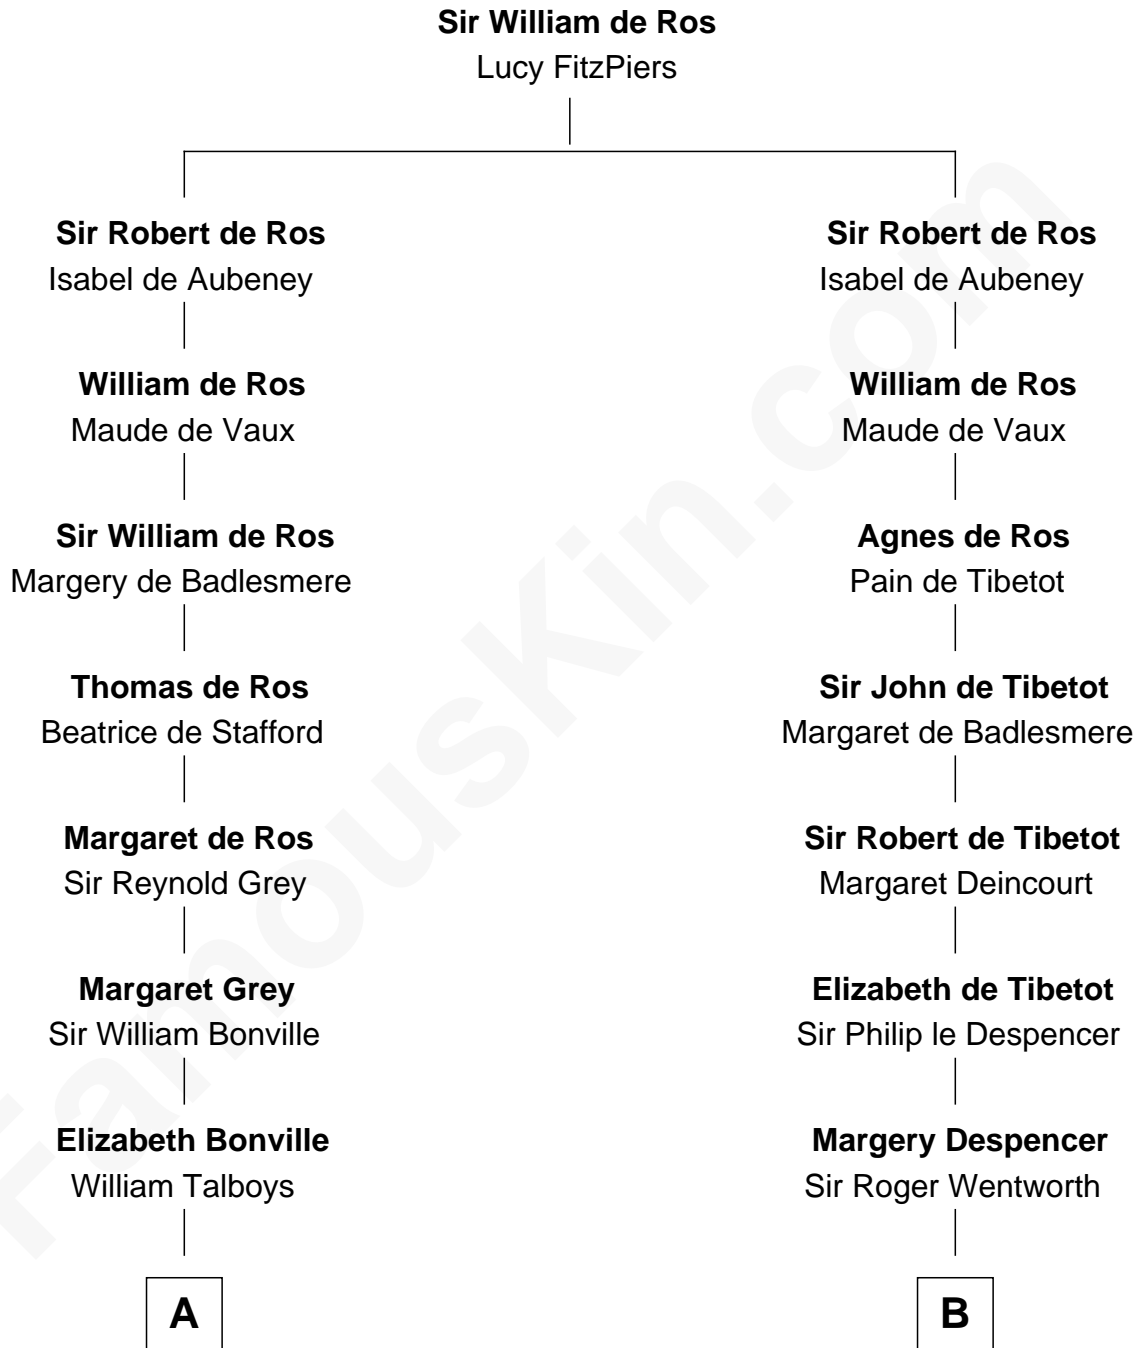 Sir William de Ros
Lucy FitzPiers
Sir Robert de Ros
Isabel de Aubeney
William de Ros
Maude de Vaux
Sir William de Ros
Margery de Badlesmere
Thomas de Ros
Beatrice de Stafford
Margaret de Ros
Sir Reynold Grey
Margaret Grey
Sir William Bonville
Elizabeth Bonville
William Talboys
A
Sir Robert de Ros
Isabel de Aubeney
William de Ros
Maude de Vaux
Agnes de Ros
Pain de Tibetot
Sir John de Tibetot
Margaret de Badlesmere
Sir Robert de Tibetot
Margaret Deincourt
Elizabeth de Tibetot
Sir Philip le Despencer
Margery Despencer
Sir Roger Wentworth
B
FamousKin.com